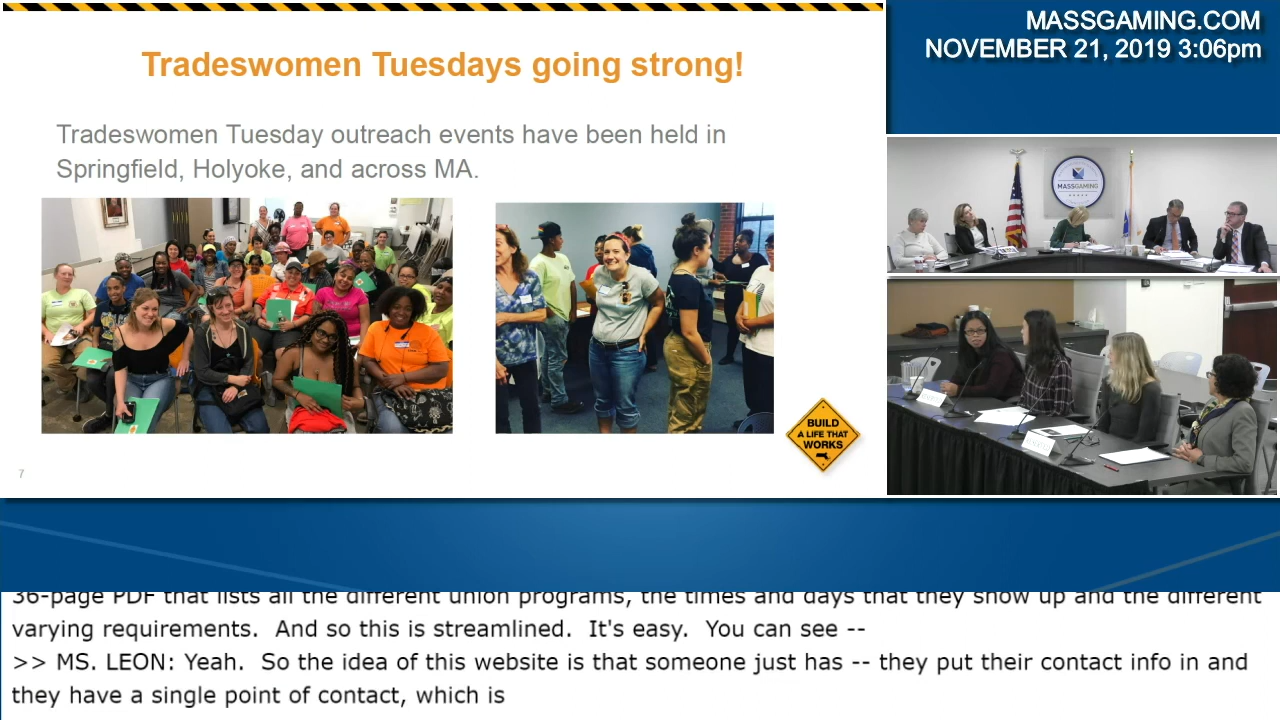 Tradeswomen Tuesdays going strong!
Tradeswomen Tuesday outreach events have been held in
Springfield, Holyoke, and across MA.
BUILD
A LIFE THAT
WORKS
7
MASSGAMING.COM
NOVEMBER 21, 2019 3:06pm
MASSGAMING
36-page PDF that lists all the different union programs, the times and days that they show up and the different
varying requirements.  And so this is streamlined.  It's easy.  You can see --
>> MS. LEON: Yeah.  So the idea of this website is that someone just has -- they put their contact info in and
they have a single point of contact, which is